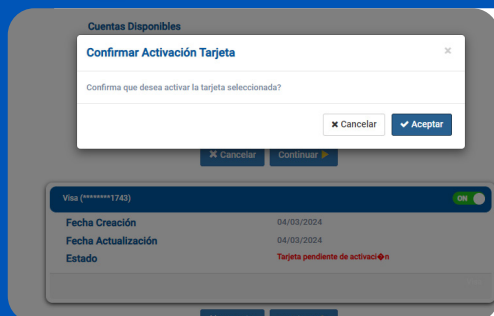 Cuentas Disponibles
Confirmar Activación Tarjeta ×
Confirma que desea activar la tarjeta seleccionada?
✖ Cancelar ✔ Aceptar
✖ Cancelar Continuar ▶
Visa (********1743) ON
Fecha Creación 04/03/2024
Fecha Actualización 04/03/2024
Estado Tarjeta pendiente de activaci�n